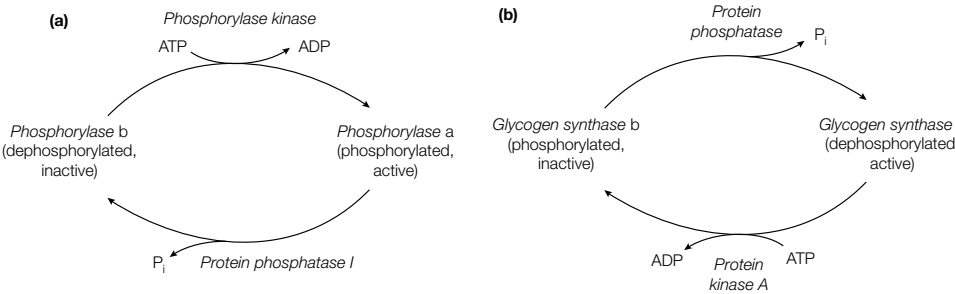 (a)
Phosphorylase kinase
ATP
ADP
Phosphorylase b
(dephosphorylated,
inactive)
Phosphorylase a
(phosphorylated,
active)
Pi
Protein phosphatase I
(b)
Protein
phosphatase
Pi
Glycogen synthase b
(phosphorylated,
inactive)
Glycogen synthase
(dephosphorylated
active)
ADP
Protein
kinase A
ATP